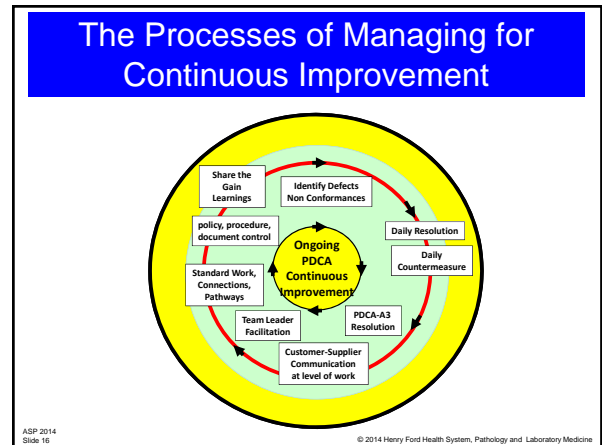 The Processes of Managing for
Continuous Improvement
Share the
Gain
Learnings
Identify Defects
Non Conformances
policy, procedure,
document control
Daily Resolution
Daily
Countermeasure
Ongoing
PDCA
Continuous
Improvement
Standard Work,
Connections,
Pathways
Team Leader
Facilitation
PDCA-A3
Resolution
Customer-Supplier
Communication
at level of work
ASP 2014
Slide 16
© 2014 Henry Ford Health System, Pathology and Laboratory Medicine